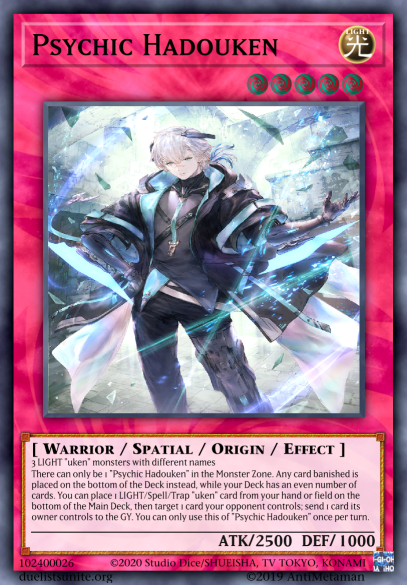 Psychic Hadouken
LIGHT
光
[ Warrior / Spatial / Origin / Effect ]
3 LIGHT "uken" monsters with different names
There can only be 1 "Psychic Hadouken" in the Monster Zone. Any card banished is
placed on the bottom of the Deck instead, while your Deck has an even number of
cards. You can place 1 LIGHT/Spell/Trap "uken" card from your hand or field on the
bottom of the Main Deck, then target 1 card your opponent controls; send 1 card its
owner controls to the GY. You can only use this of "Psychic Hadouken" once per turn.
ATK/2500 DEF/1000
102400026 ©2020 Studio Dice/SHUEISHA, TV TOKYO, KONAMI
duelistsunite.org ©2019 AntiMetaman